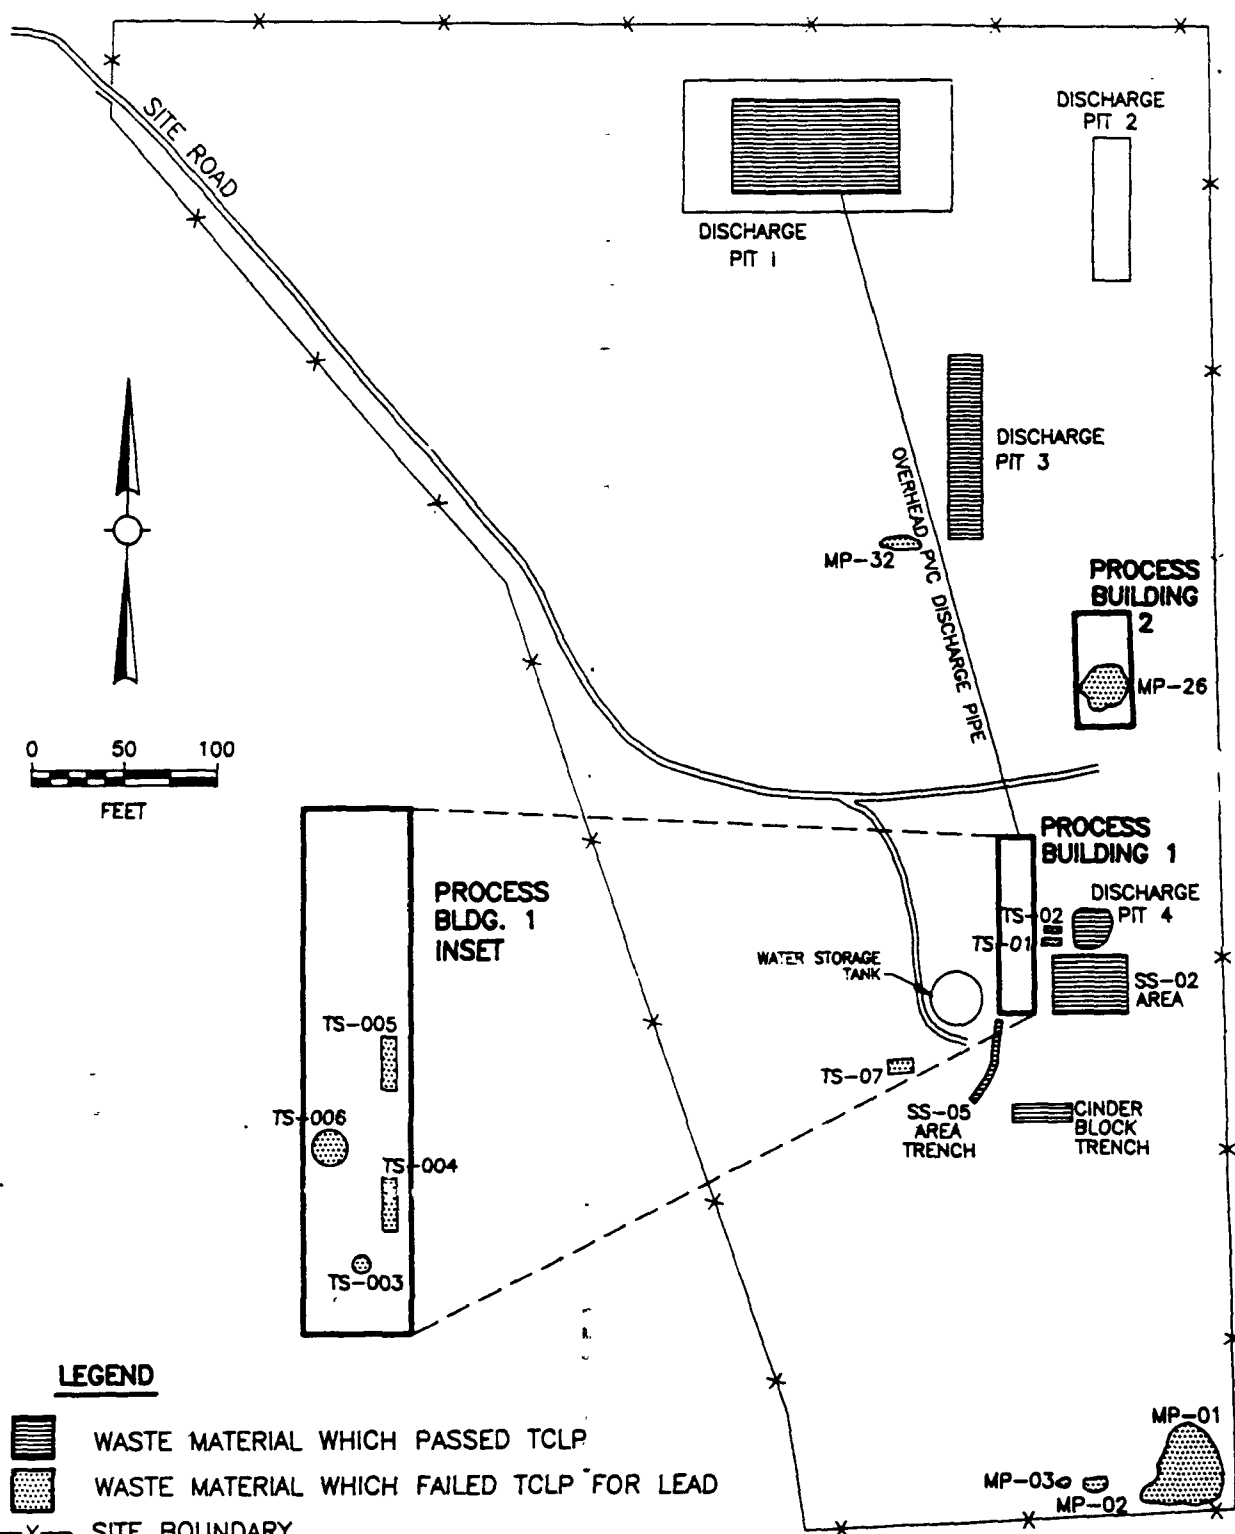 SITE ROAD
DISCHARGE
PIT 1
DISCHARGE
PIT 2
DISCHARGE
PIT 3
OVERHEAD PVC DISCHARGE PIPE
MP-32
PROCESS
BUILDING
2
MP-26
0 50 100
FEET
PROCESS
BUILDING 1
DISCHARGE
PIT 4
TS-02
TS-01
SS-02
AREA
WATER STORAGE
TANK
PROCESS
BLDG. 1
INSET
TS-005
TS-006
TS-004
TS-003
TS-07
SS-05
AREA
TRENCH
CINDER
BLOCK
TRENCH
MP-01
MP-03
MP-02
LEGEND
WASTE MATERIAL WHICH PASSED TCLP
WASTE MATERIAL WHICH FAILED TCLP FOR LEAD
—X— SITE BOUNDARY